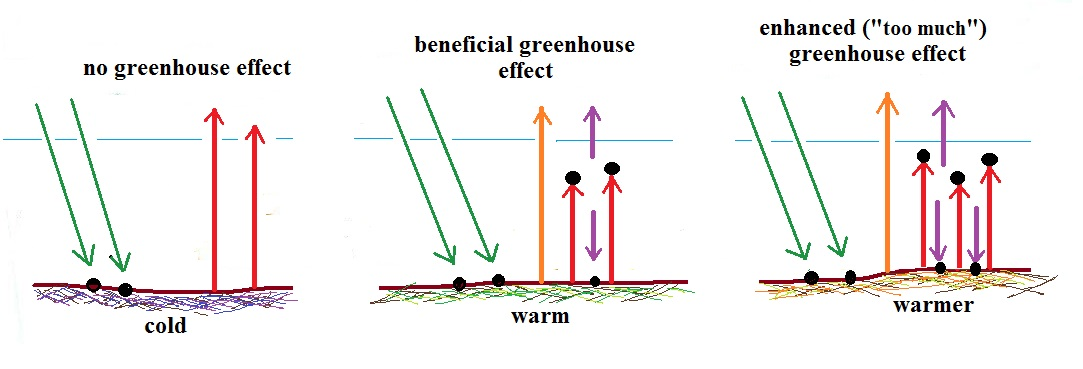 no greenhouse effect
cold
beneficial greenhouse
effect
warm
enhanced ("too much")
greenhouse effect
warmer